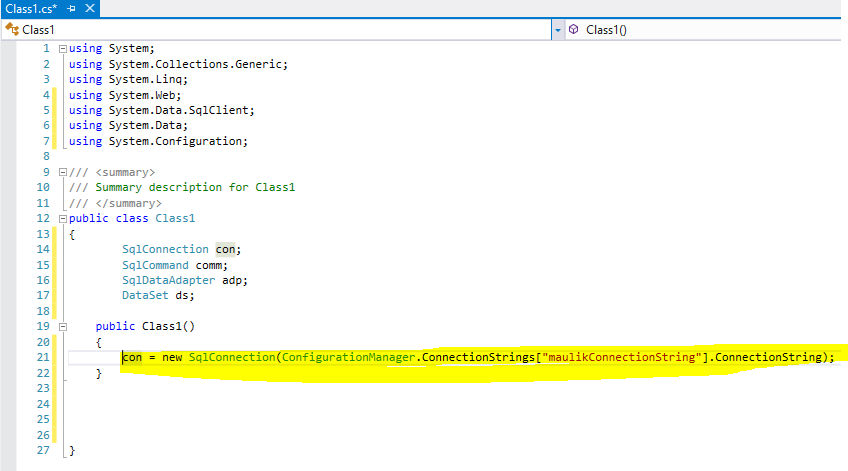 Class1.cs*
Class1
Class1()
1 using System;
2 using System.Collections.Generic;
3 using System.Linq;
4 using System.Web;
5 using System.Data.SqlClient;
6 using System.Data;
7 using System.Configuration;
8
9 /// <summary>
10 /// Summary description for Class1
11 /// </summary>
12 public class Class1
13 {
14 SqlConnection con;
15 SqlCommand comm;
16 SqlDataAdapter adp;
17 DataSet ds;
18
19 public Class1()
20 {
21 con = new SqlConnection(ConfigurationManager.ConnectionStrings["maulikConnectionString"].ConnectionString);
22 }
23
24
25
26
27 }